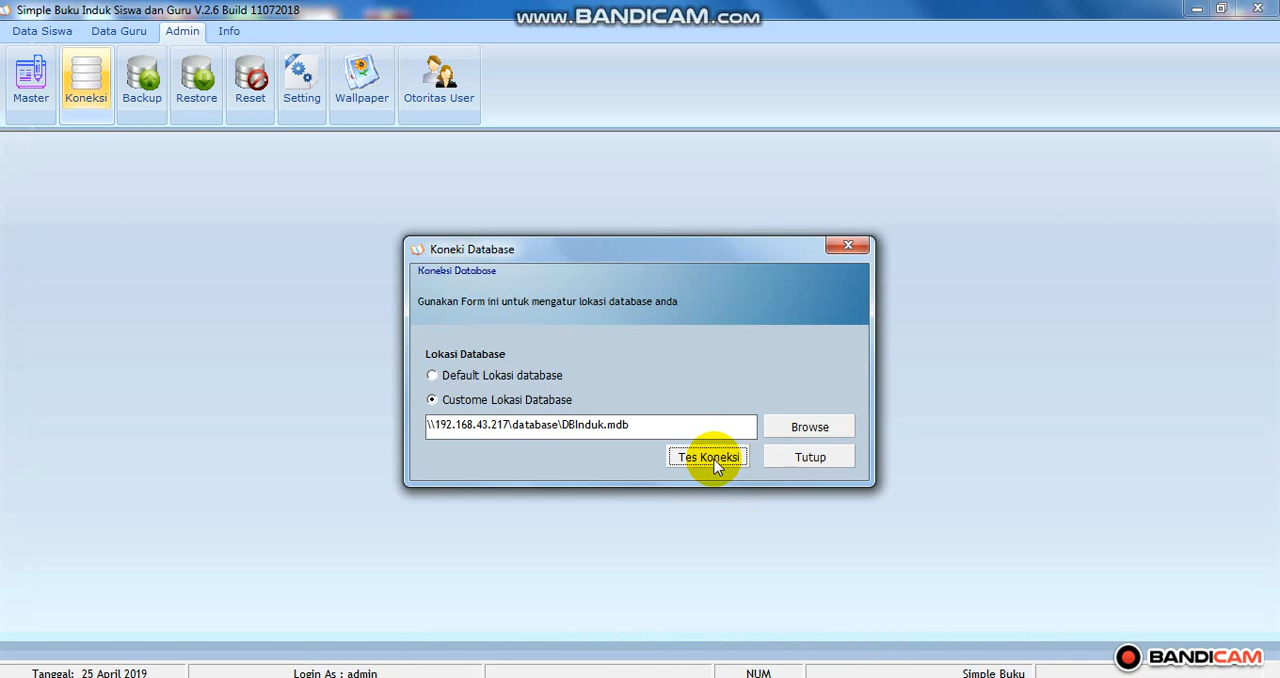 Simple Buku Induk Siswa dan Guru V.2.6 Build 11072018
www.BANDICAM.com
Data Siswa Data Guru Admin Info
Master Koneksi Backup Restore Reset Setting Wallpaper Otoritas User
Koneki Database
Koneksi Database
Gunakan Form ini untuk mengatur lokasi database anda
Lokasi Database
Default Lokasi database
Custome Lokasi Database
\\192.168.43.217\database\DBInduk.mdb Browse
Tes Koneksi Tutup
BANDICAM
Tanggal: 25 April 2019 Login As : admin NUM Simple Buku